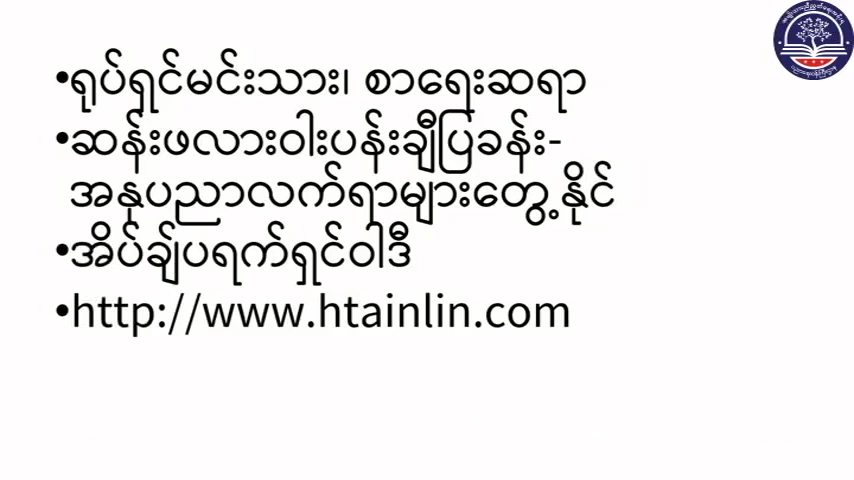 •ရုပ်ရှင်မင်းသား၊ စာရေးဆရာ
•ဆန်းဖလားဝါးပန်းချီပြခန်း-
အနုပညာလက်ရာများတွေ့နိုင်
•အိပ်ချ်ပရက်ရှင်ဝါဒီ
•http://www.htainlin.com